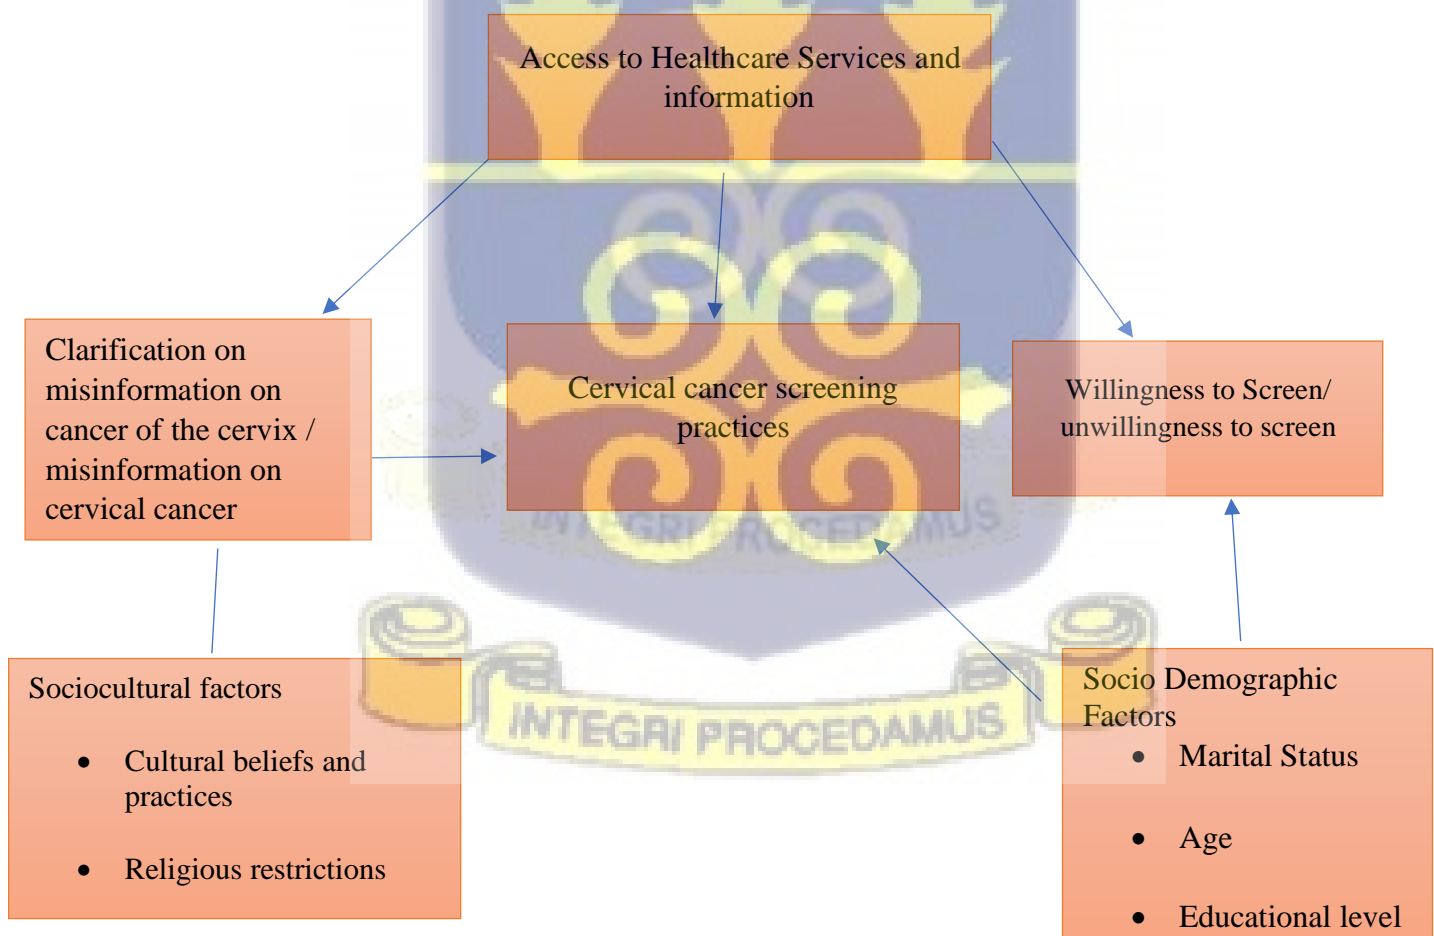 Access to Healthcare Services and
information
Clarification on
misinformation on
cancer of the cervix /
misinformation on
cervical cancer
Cervical cancer screening
practices
Willingness to Screen/
unwillingness to screen
INTEGRI PROCEDAMUS
Sociocultural factors
• Cultural beliefs and
practices
• Religious restrictions
Socio Demographic
Factors
• Marital Status
• Age
• Educational level
INTEGRI PROCEDAMUS